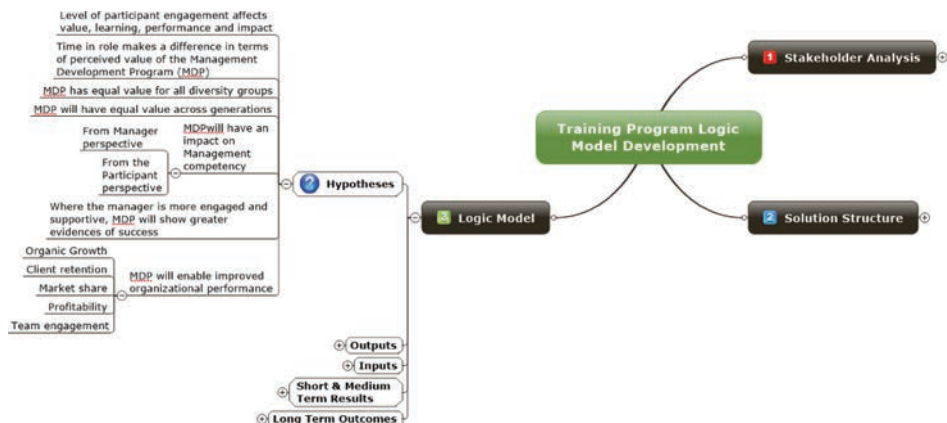 Level of participant engagement affects
value, learning, performance and impact
Time in role makes a difference in terms
of perceived value of the Management
Development Program (MDP)
MDP has equal value for all diversity groups
MDP will have equal value across generations
From Manager
perspective
From the
Participant
perspective
MDPwill have an
impact on
Management
competency
Where the manager is more engaged and
supportive, MDP will show greater
evidences of success
Organic Growth
Client retention
Market share
Profitability
Team engagement
MDP will enable improved
organizational performance
? Hypotheses
Outputs
Inputs
Short & Medium
Term Results
Long Term Outcomes
3 Logic Model
Training Program Logic
Model Development
1 Stakeholder Analysis
2 Solution Structure